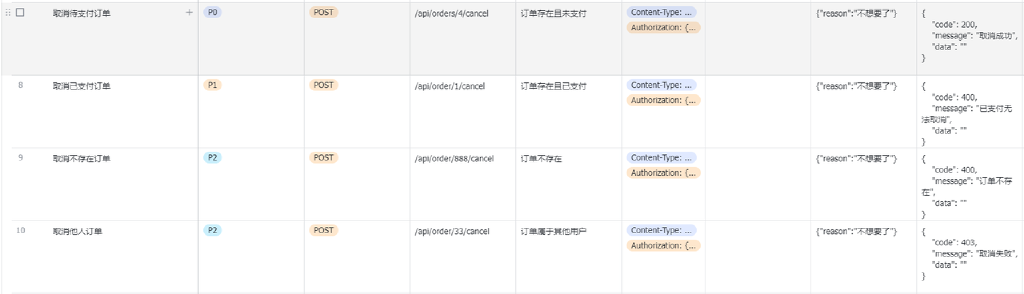 取消待支付订单 P0 POST /api/orders/4/cancel 订单存在且未支付 Content-Type: ... {"reason":"不想要了"} {
Authorization: {... "code": 200,
"message": "取消成功",
"data": ""
}
8 取消已支付订单 P1 POST /api/order/1/cancel 订单存在且已支付 Content-Type: ... {"reason":"不想要了"} {
Authorization: {... "code": 400,
"message": "已支付无
法取消",
"data": ""
}
9 取消不存在订单 P2 POST /api/order/888/cancel 订单不存在 Content-Type: ... {"reason":"不想要了"} {
Authorization: {... "code": 400,
"message": "订单不存
在",
"data": ""
}
10 取消他人订单 P2 POST /api/order/33/cancel 订单属于其他用户 Content-Type: ... {"reason":"不想要了"} {
Authorization: {... "code": 403,
"message": "取消失败",
"data": ""
}